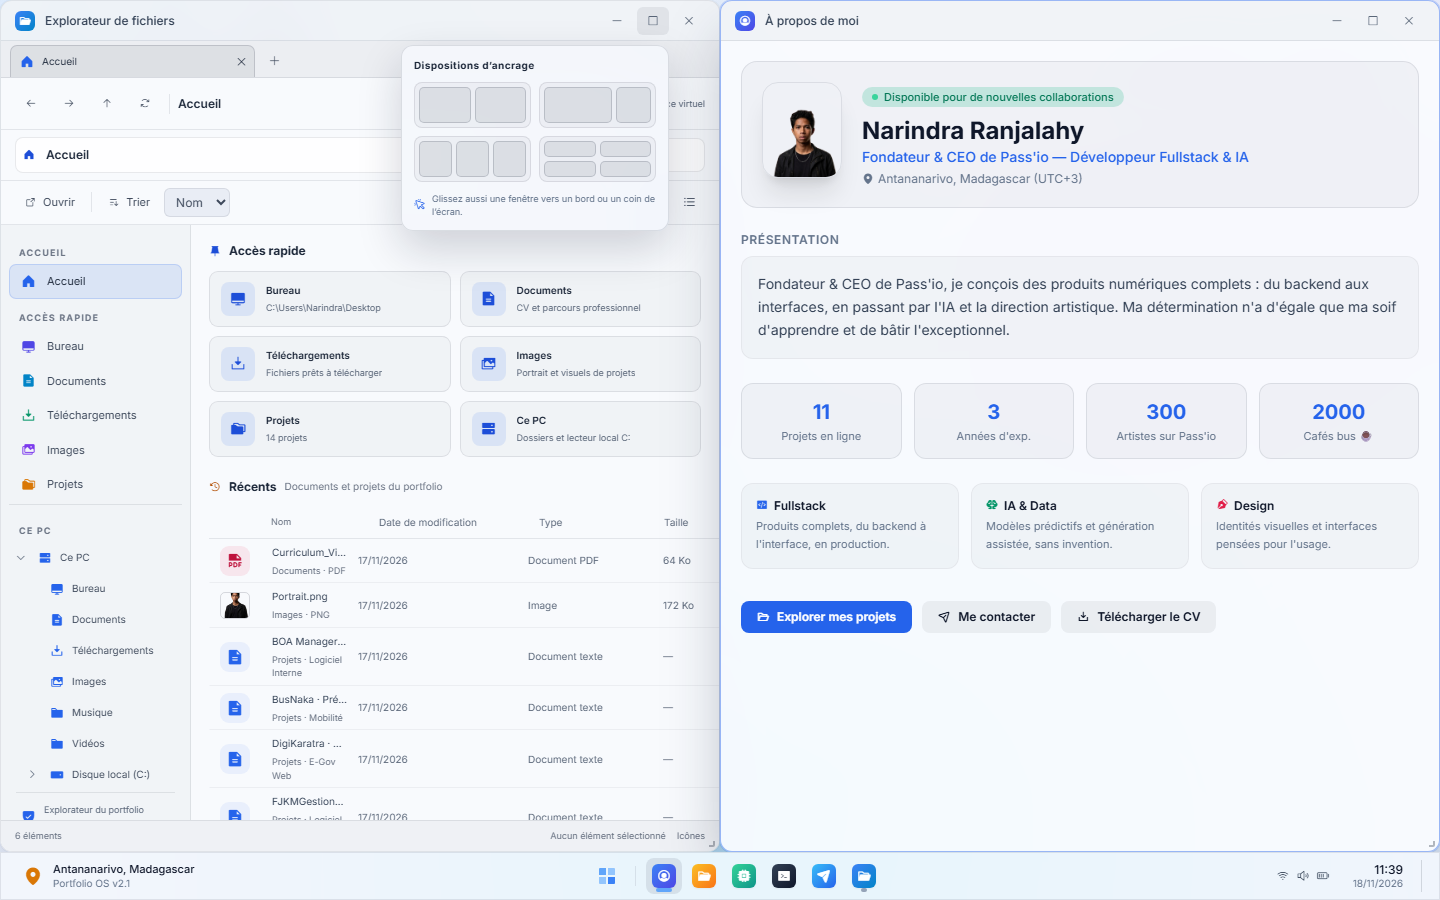 Explorateur de fichiers
Accueil
Accueil
ce virtuel
Accueil
Ouvrir
Trier
Nom
Dispositions d'ancrage
Glissez aussi une fenêtre vers un bord ou un coin de
l'écran.
ACCUEIL
Accueil
ACCÈS RAPIDE
Bureau
Documents
Téléchargements
Images
Projets
CE PC
Ce PC
Bureau
Documents
Téléchargements
Images
Musique
Vidéos
Disque local (C:)
Explorateur du portfolio
Accès rapide
Bureau
C:\Users\Narindra\Desktop
Documents
CV et parcours professionnel
Téléchargements
Fichiers prêts à télécharger
Images
Portrait et visuels de projets
Projets
14 projets
Ce PC
Dossiers et lecteur local C:
Récents Documents et projets du portfolio
Nom Date de modification Type Taille
Curriculum_Vi...
Documents · PDF
17/11/2026 Document PDF 64 Ko
PDF
Portrait.png
Images · PNG
17/11/2026 Image 172 Ko
BOA Manager...
Projets · Logiciel
Interne
17/11/2026 Document texte —
BusNaka · Pré...
Projets · Mobilité
17/11/2026 Document texte —
DigiKaratra · ...
Projets · E-Gov
Web
17/11/2026 Document texte —
FJKMGestion...
Projets · Logiciel
17/11/2026 Document texte —
6 éléments
Aucun élément sélectionné Icônes
À propos de moi
Disponible pour de nouvelles collaborations
Narindra Ranjalahy
Fondateur & CEO de Pass'io — Développeur Fullstack & IA
Antananarivo, Madagascar (UTC+3)
PRÉSENTATION
Fondateur & CEO de Pass'io, je conçois des produits numériques complets : du backend aux
interfaces, en passant par l'IA et la direction artistique. Ma détermination n'a d'égale que ma soif
d'apprendre et de bâtir l'exceptionnel.
11
Projets en ligne
3
Années d'exp.
300
Artistes sur Pass'io
2000
Cafés bus
Fullstack
Produits complets, du backend à
l'interface, en production.
IA & Data
Modèles prédictifs et génération
assistée, sans invention.
Design
Identités visuelles et interfaces
pensées pour l'usage.
Explorer mes projets
Me contacter
Télécharger le CV
Antananarivo, Madagascar
Portfolio OS v2.1
11:39
18/11/2026